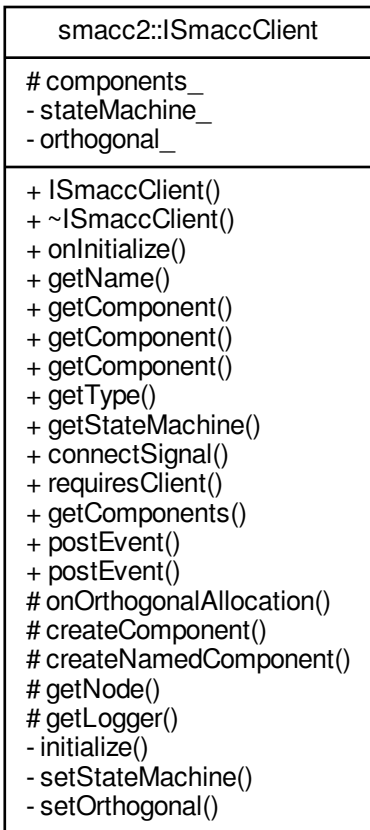 smacc2::ISmaccClient
# components_
- stateMachine_
- orthogonal_
+ ISmaccClient()
+ ~ISmaccClient()
+ onInitialize()
+ getName()
+ getComponent()
+ getComponent()
+ getComponent()
+ getType()
+ getStateMachine()
+ connectSignal()
+ requiresClient()
+ getComponents()
+ postEvent()
+ postEvent()
# onOrthogonalAllocation()
# createComponent()
# createNamedComponent()
# getNode()
# getLogger()
- initialize()
- setStateMachine()
- setOrthogonal()